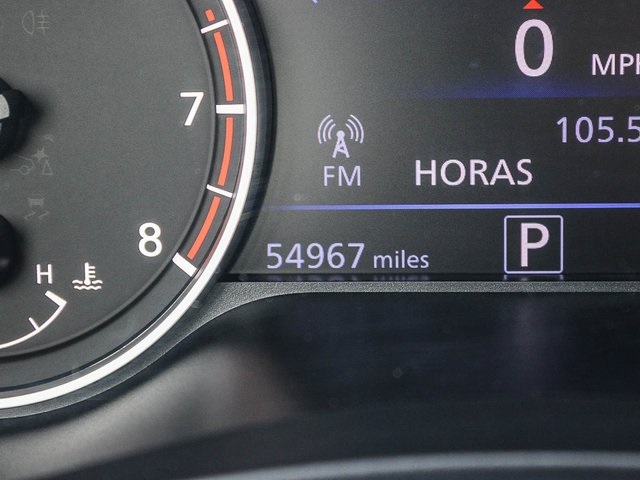 0 MPH
7
105.5
FM HORAS
8
54967 miles P
H